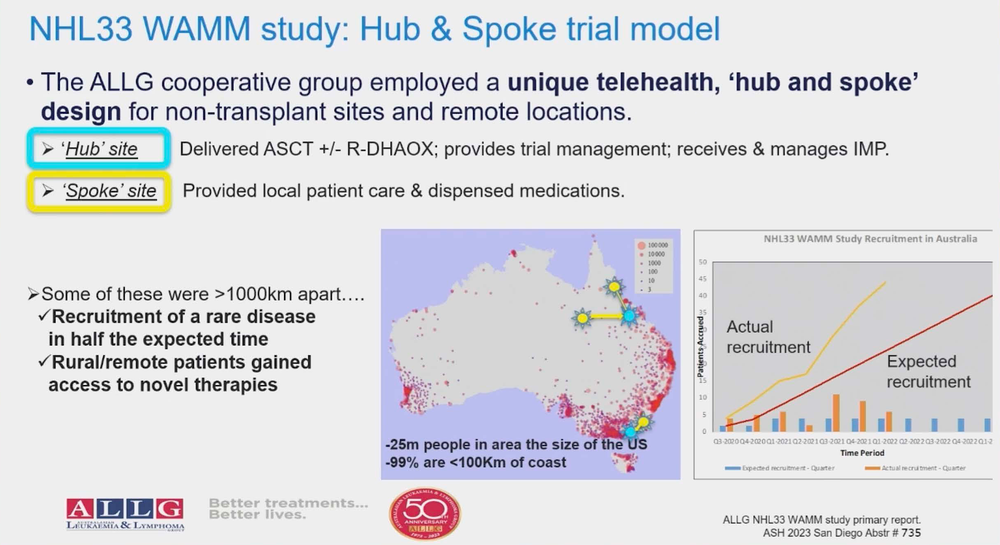 NHL33 WAMM study: Hub & Spoke trial model
• The ALLG cooperative group employed a unique telehealth, ‘hub and spoke’
design for non-transplant sites and remote locations.
➤ ‘Hub’ site Delivered ASCT +/- R-DHAOX; provides trial management; receives & manages IMP.
➤ ‘Spoke’ site Provided local patient care & dispensed medications.
➤Some of these were >1000km apart….
✓Recruitment of a rare disease
in half the expected time
✓Rural/remote patients gained
access to novel therapies
100000
10000
1000
100
10
3
-25m people in area the size of the US
-99% are <100Km of coast
NHL33 WAMM Study Recruitment in Australia
50
45
40
35
15
10
5
0
Patients Accrued
Actual
recruitment
Expected
recruitment
Q3-2020 Q4-2020 Q1-2021 Q2-2021 Q3-2021 Q4-2021 Q1-2022 Q2-2022 Q3-2022 Q4-2022 Q1-2
Time Period
Expected recruitment - Quarter Actual recruitment - Quarter
ALLG
AUSTRALASIAN
LEUKAEMIA & LYMPHOMA
GROUP
Better treatments...
Better lives.
AUSTRALASIAN LEUKAEMIA & LYMPHOMA GROUP
50TH
ANNIVERSARY
ALLG
1973 - 2023
ALLG NHL33 WAMM study primary report.
ASH 2023 San Diego Abstr # 735